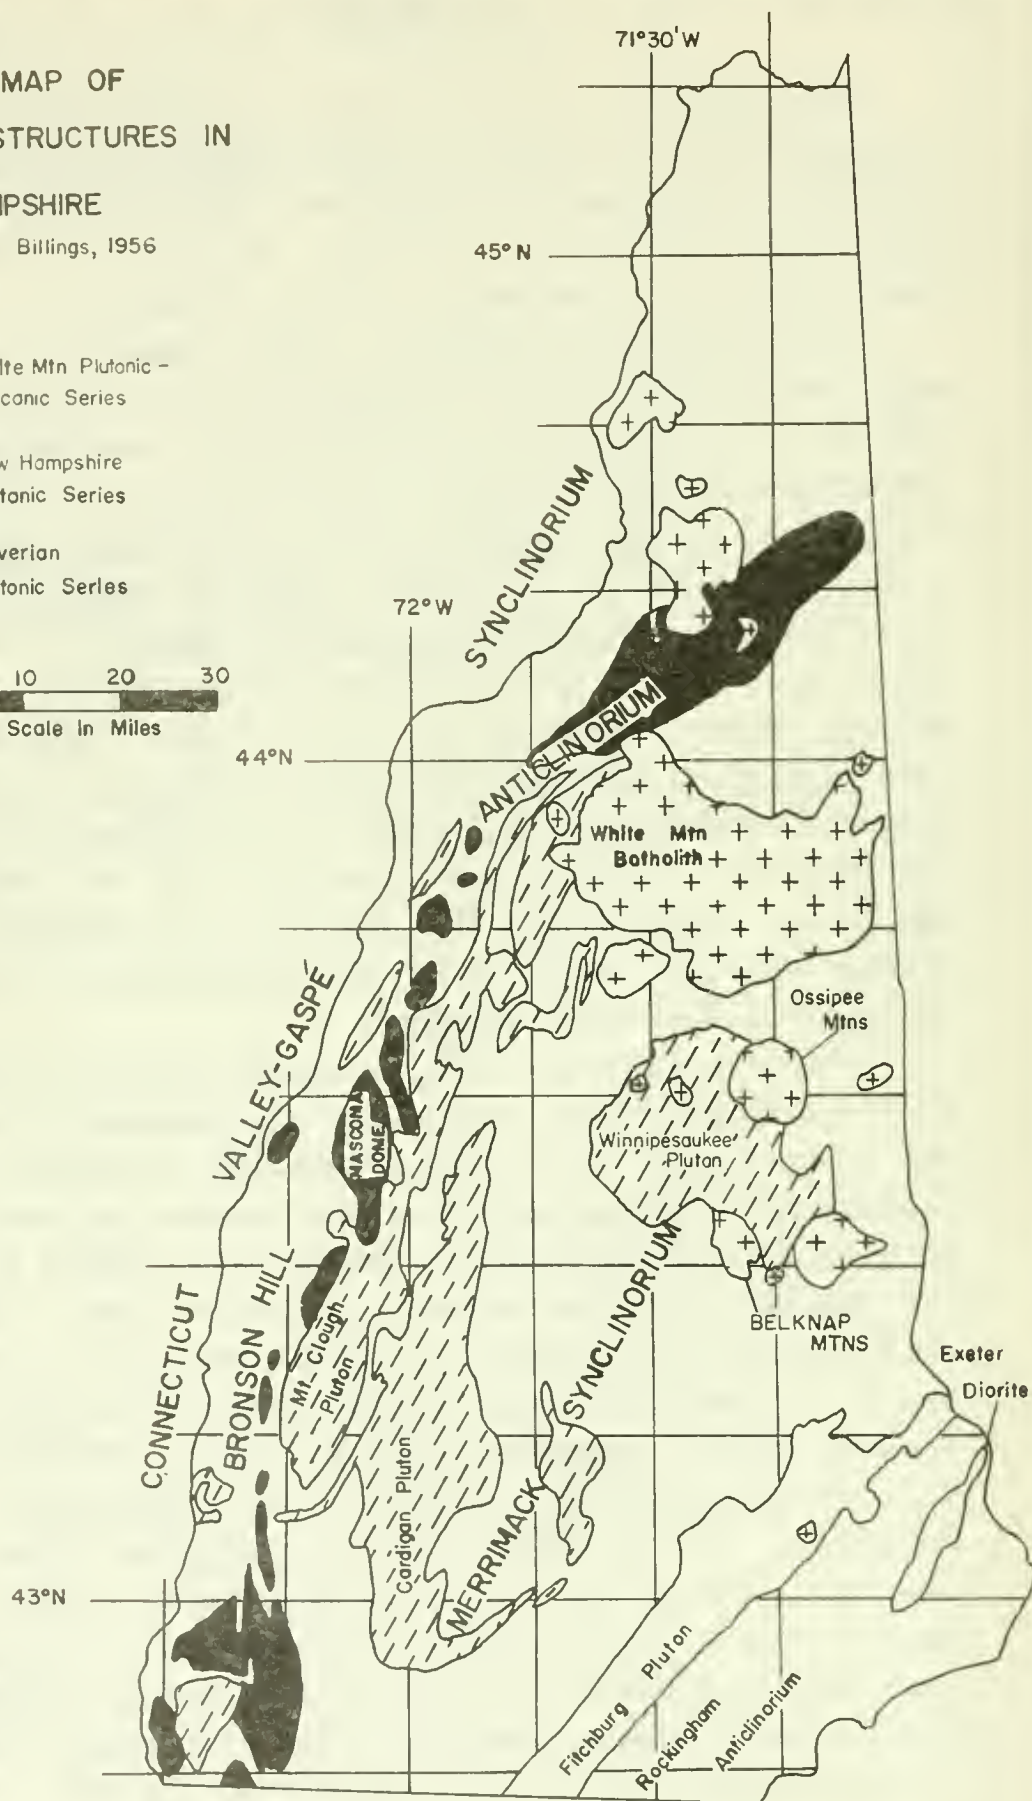 MAP OF
STRUCTURES IN
MPSHIRE
Billings, 1956
ite Mtn Plutonic -
canic Series
w Hampshire
tonic Series
verian
tonic Series
10 20 30
Scale In Miles
71°30'W
45°N
72°W
44°N
43°N
CONNECTICUT VALLEY-GASPÉ SYNCLINORIUM
BRONSON HILL ANTICLINORIUM
MERRIMACK SYNCLINORIUM
White Mtn
Batholith
Ossipee
Mtns
Winnipesaukee
Pluton
MASCOMA
DOME
BELKNAP
MTNS
Mt. Clough
Pluton
Cardigan Pluton
Exeter
Diorite
Fitchburg Pluton
Rockingham Anticlinorium